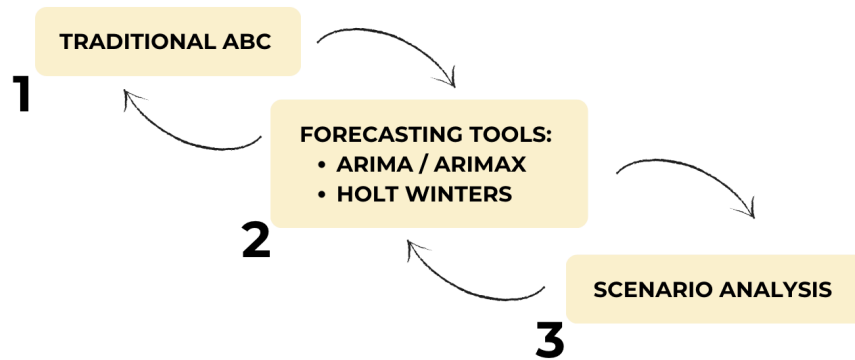 TRADITIONAL ABC
1
FORECASTING TOOLS:
• ARIMA / ARIMAX
• HOLT WINTERS
2
SCENARIO ANALYSIS
3